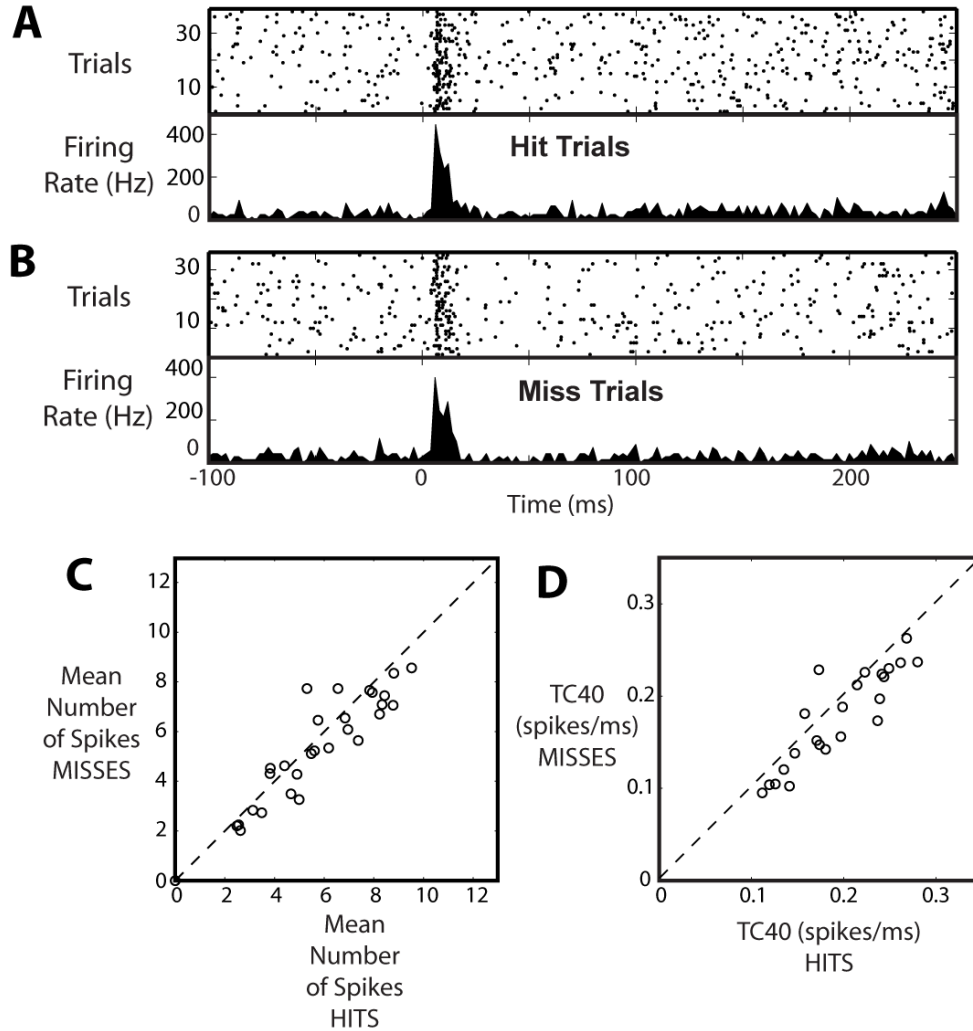 A
Trials
30
10
Firing
Rate (Hz)
400
200
0
Hit Trials
B
Trials
30
10
Firing
Rate (Hz)
400
200
0
Miss Trials
-100 0 100 200
Time (ms)
C
Mean
Number
of Spikes
MISSES
12
10
8
6
4
2
0
0 2 4 6 8 10 12
Mean
Number
of Spikes
HITS
D
TC40
(spikes/ms)
MISSES
0.3
0.2
0.1
0
0 0.1 0.2 0.3
TC40 (spikes/ms)
HITS